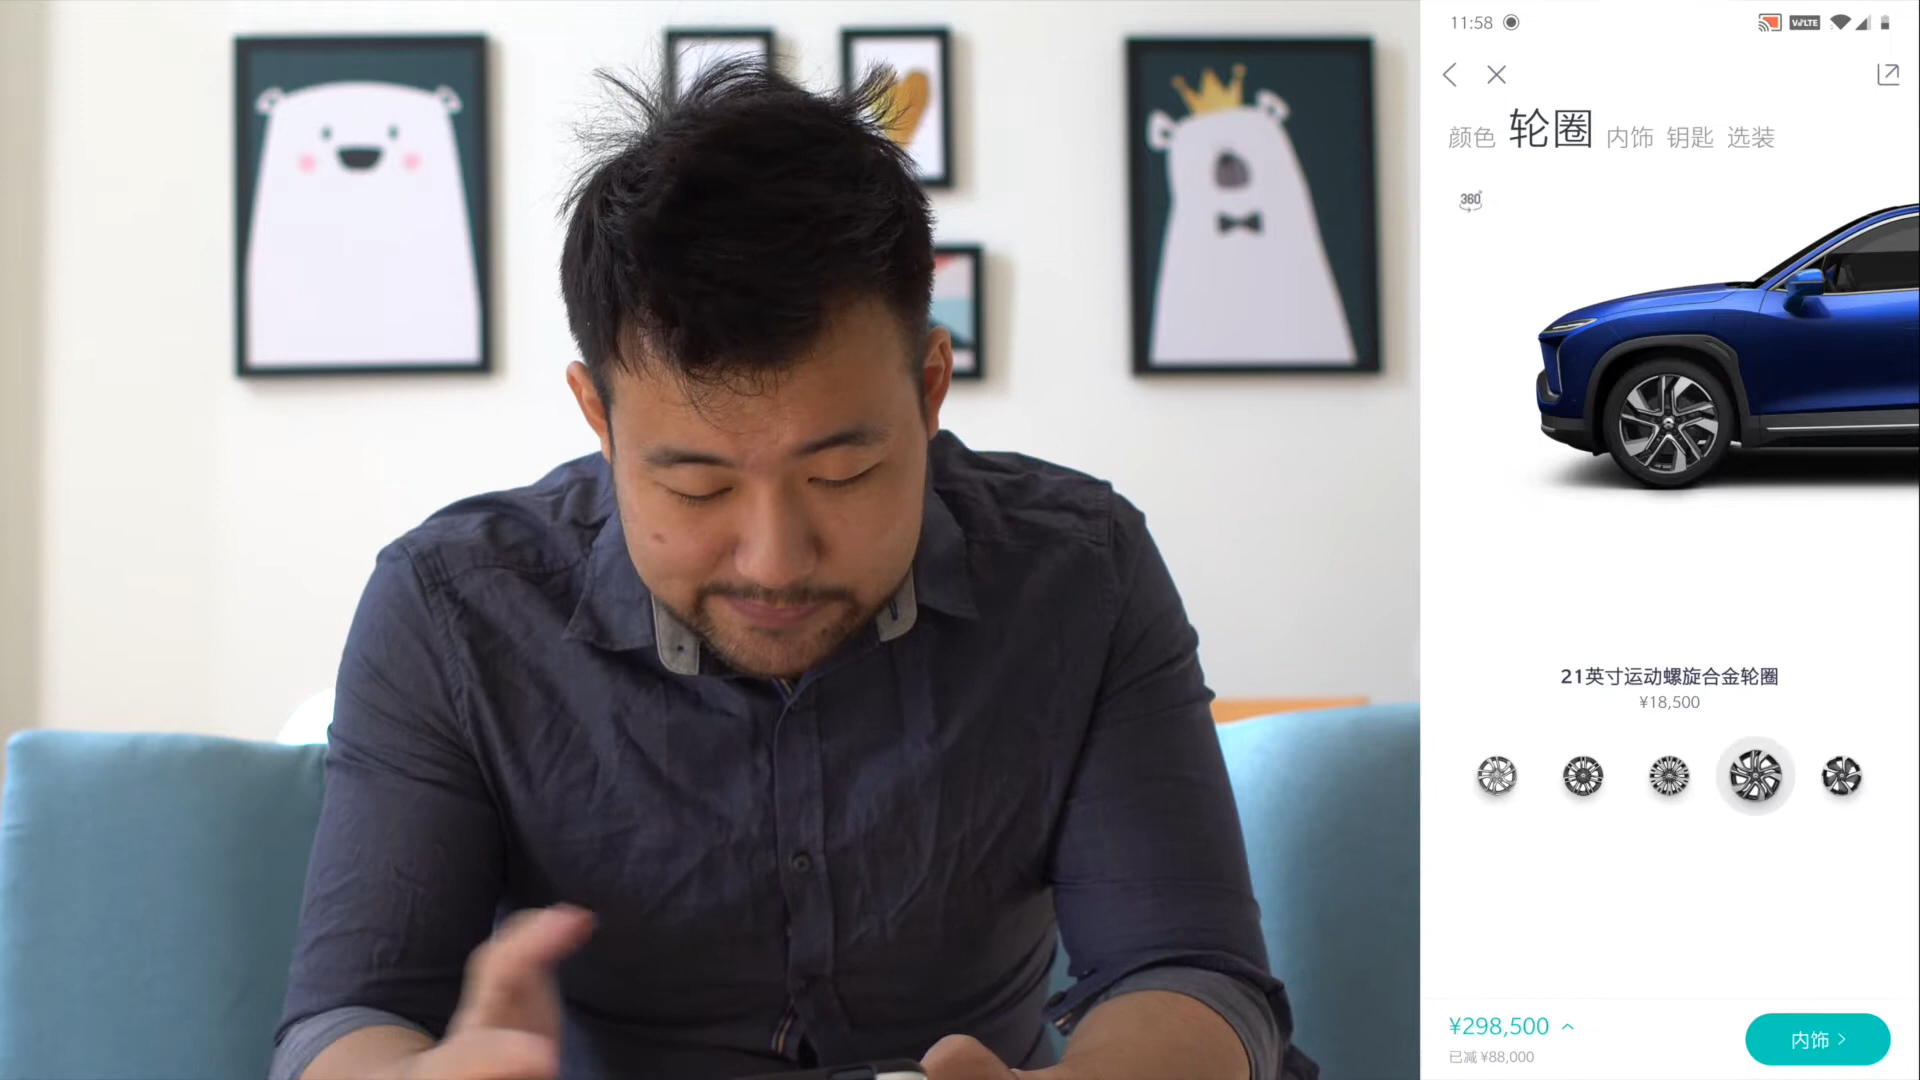 11:58
VoLTE
颜色 轮圈 内饰 钥匙 选装
360°
21英寸运动螺旋合金轮圈
¥18,500
¥298,500
已减 ¥88,000
内饰 >